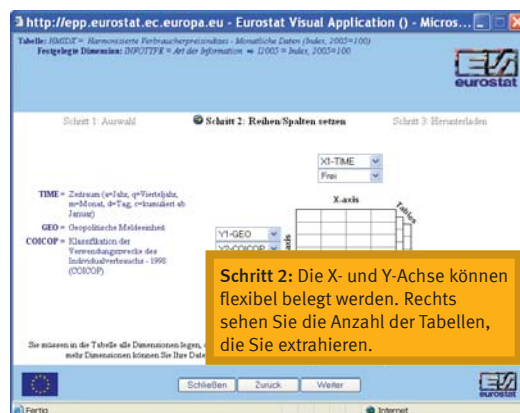 http://epp.eurostat.ec.europa.eu - Eurostat Visual Application () - Micros...
Tabelle: HMIDX = Harmonisierte Verbraucherpreisindizes - Monatliche Daten (Index, 2005=100)
Festgelegte Dimension: INFOTYPE = Art der Information ⇒ I2005 = Index, 2005=100
eurostat
Schritt 1: Auswahl
Schritt 2: Reihen/Spalten setzen
Schritt 3: Herunterladen
X1-TIME
Frei
X-axis
Tables
TIME = Zeitraum (a=Jahr, q=Vierteljahr,
m=Monat, d=Tag, c=kumuliert ab
Januar)
GEO = Geopolitische Meldeeinheit
COICOP = Klassifikation der
Verwendungszwecke des
Individualverbrauchs - 1998
(COICOP)
Y1-GEO
Y2-COICOP
axis
Schritt 2: Die X- und Y-Achse können
flexibel belegt werden. Rechts
sehen Sie die Anzahl der Tabellen,
die Sie extrahieren.
Sie müssen in die Tabelle alle Dimensionen legen,
mehr Dimensionen können Sie Ihre
Schließen
Zurück
Weiter
eurostat
Fertig
Internet